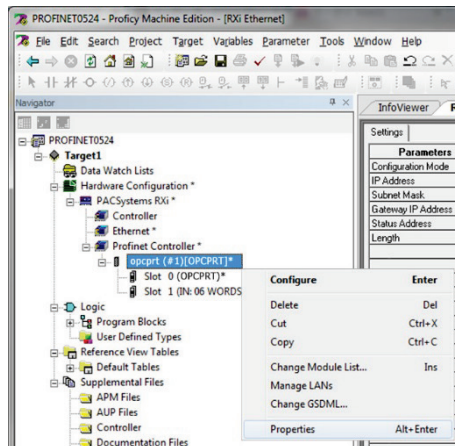 PROFINET0524 - Proficy Machine Edition - [RXi Ethernet]
File Edit Search Project Target Variables Parameter Tools Window Help
Navigator
InfoViewer
PROFINET0524
Target1
Data Watch Lists
Hardware Configuration *
PACSystems RXi *
Controller
Ethernet *
Profinet Controller *
opcprt (#1)[OPCPRT]*
Slot 0 (OPCPRT)*
Slot 1 (IN: 06 WORDS
Logic
Program Blocks
User Defined Types
Reference View Tables
Default Tables
Supplemental Files
APM Files
AUP Files
Controller
Documentation Files
Settings
Parameters
Configuration Mode
IP Address
Subnet Mask
Gateway IP Address
Status Address
Length
Configure Enter
Delete Del
Cut Ctrl+X
Copy Ctrl+C
Change Module List... Ins
Manage LANs
Change GSDML...
Properties Alt+Enter